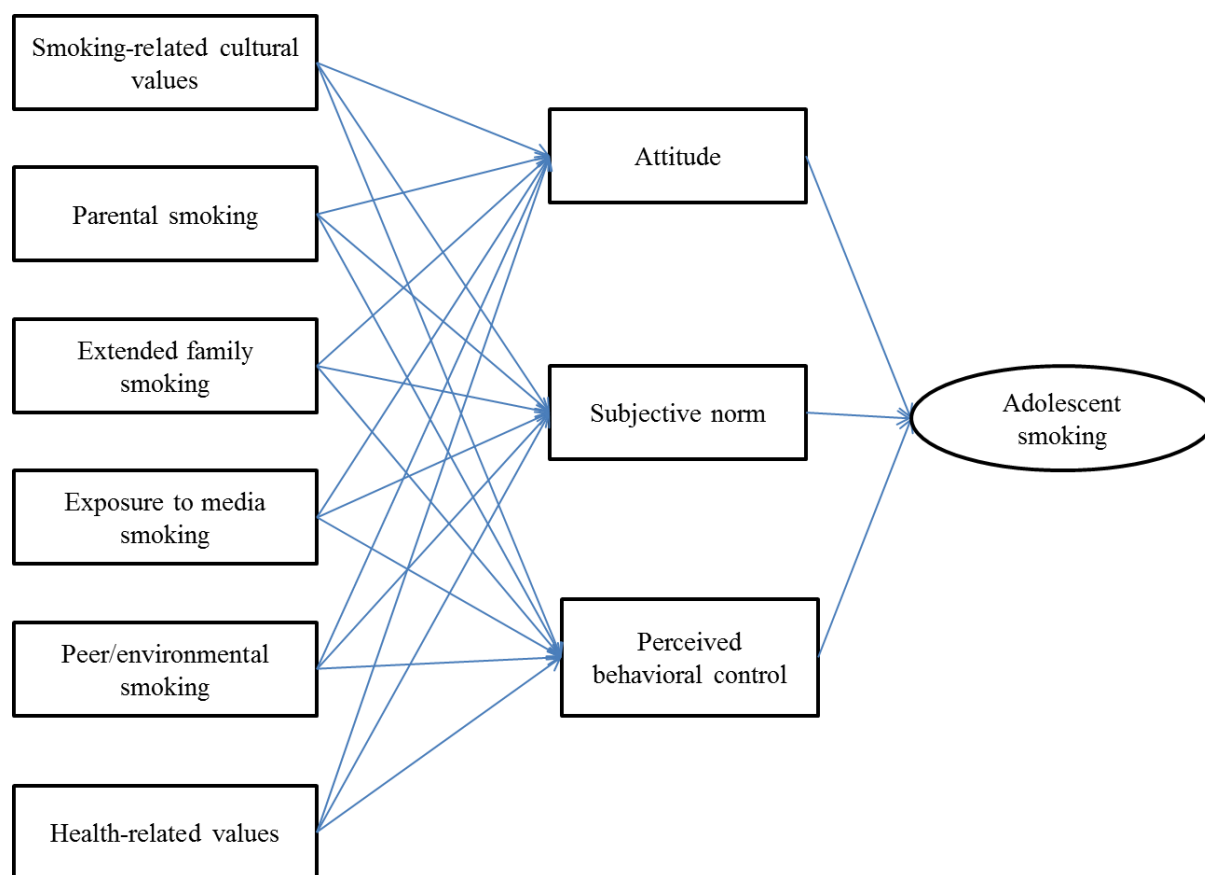 Smoking-related cultural
values
Parental smoking
Extended family
smoking
Exposure to media
smoking
Peer/environmental
smoking
Health-related values
Attitude
Subjective norm
Perceived
behavioral control
Adolescent
smoking